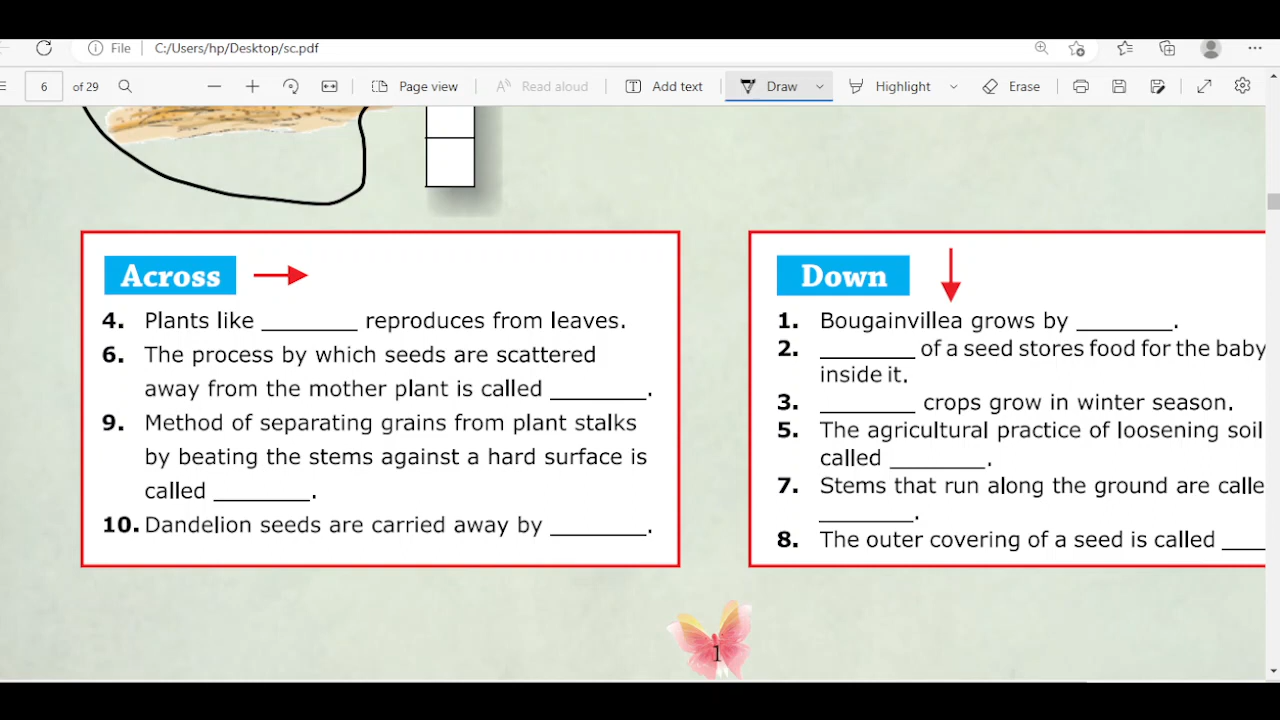 File C:/Users/hp/Desktop/sc.pdf
6 of 29 Page view Read aloud Add text Draw Highlight Erase
Across
4. Plants like ________ reproduces from leaves.
6. The process by which seeds are scattered
away from the mother plant is called ________.
9. Method of separating grains from plant stalks
by beating the stems against a hard surface is
called ________.
10. Dandelion seeds are carried away by ________.
Down
1. Bougainvillea grows by ________.
2. ________ of a seed stores food for the baby
inside it.
3. ________ crops grow in winter season.
5. The agricultural practice of loosening soil
called ________.
7. Stems that run along the ground are calle
________.
8. The outer covering of a seed is called ____
1